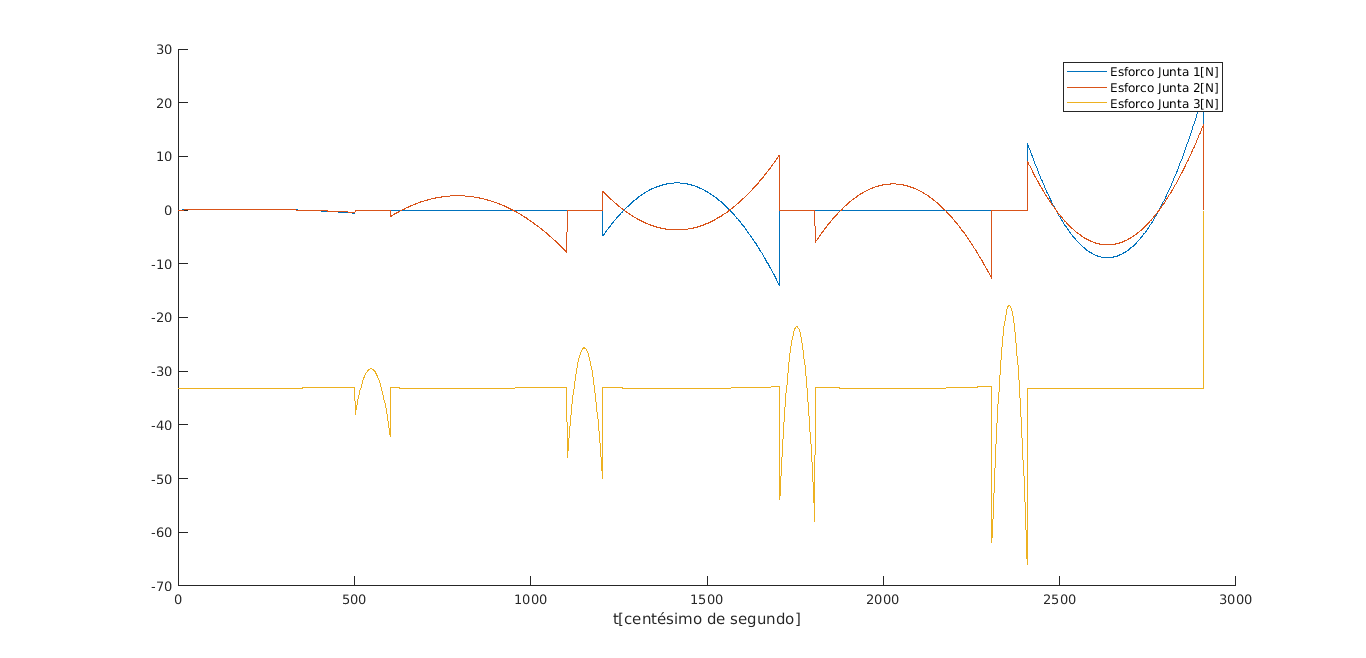 30
20
10
0
-10
-20
-30
-40
-50
-60
-70
Esforco Junta 1[N]
Esforco Junta 2[N]
Esforco Junta 3[N]
0 500 1000 1500 2000 2500 3000
t[centésimo de segundo]